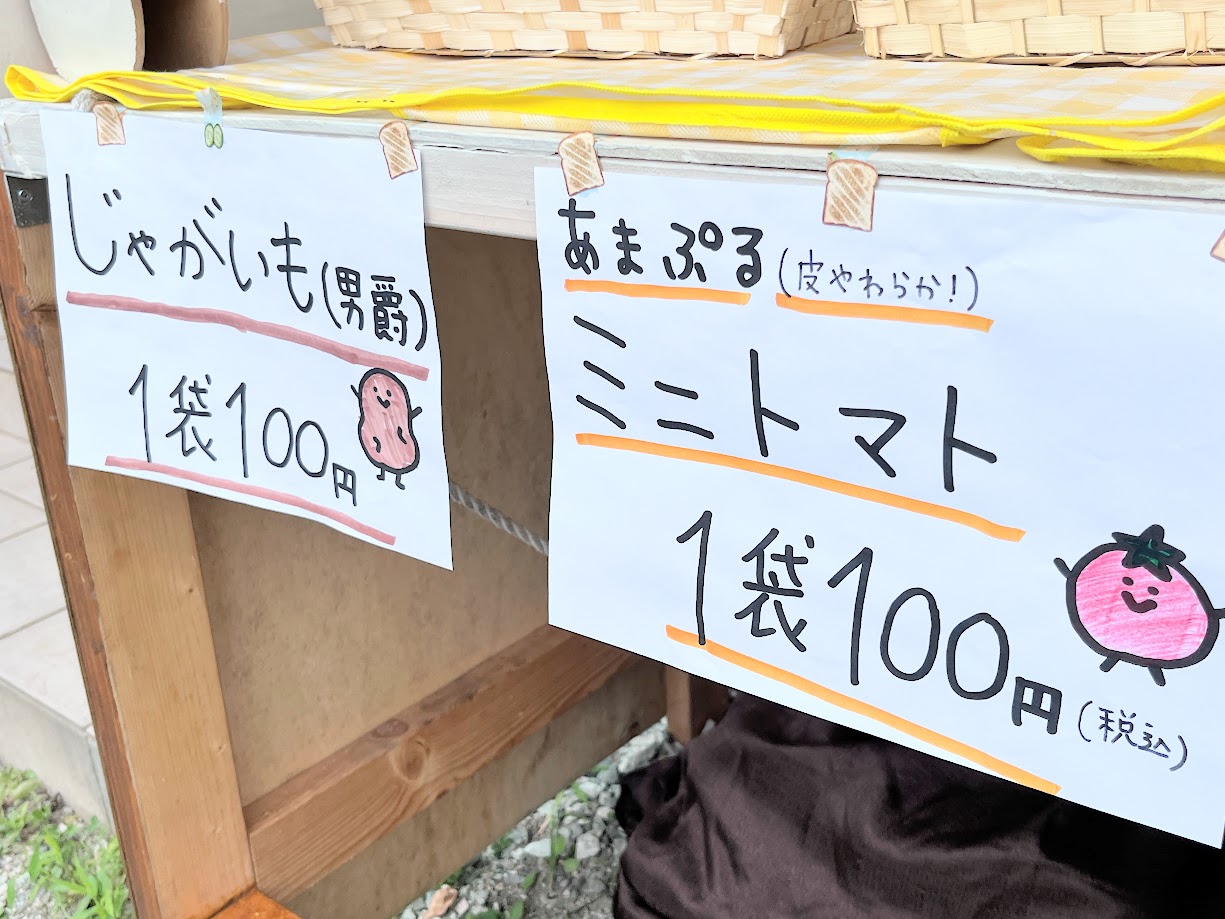 じゃがいも(男爵)
1袋100円
あまぷる(皮やわらか!)
ミニトマト
1袋100円(税込)